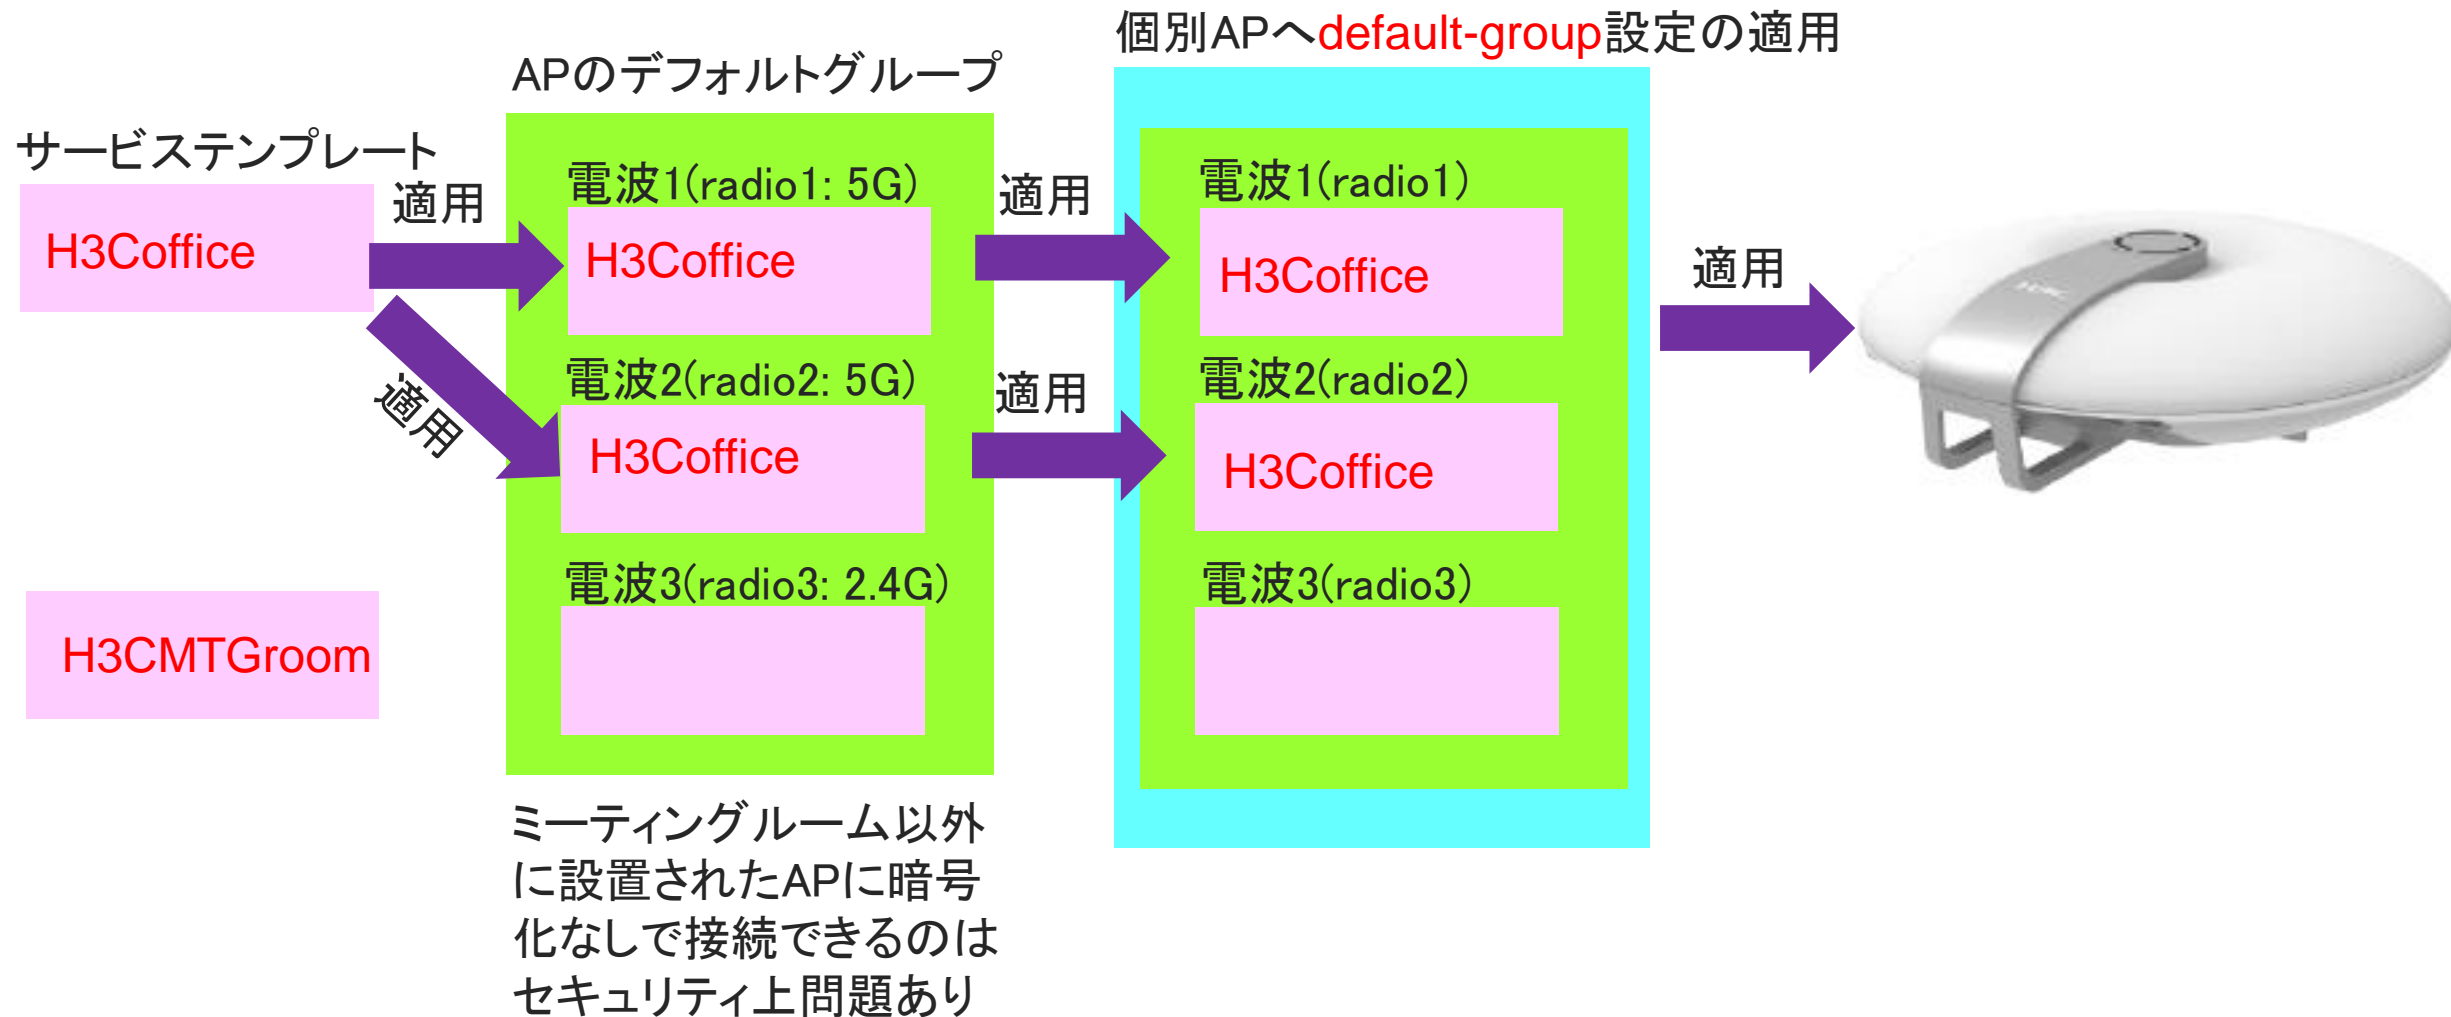 個別APへdefault-group設定の適用
APのデフォルトグループ
サービステンプレート
H3Coffice
適用
適用
電波1(radio1: 5G)
H3Coffice
電波2(radio2: 5G)
H3Coffice
電波3(radio3: 2.4G)
適用
適用
電波1(radio1)
H3Coffice
電波2(radio2)
H3Coffice
電波3(radio3)
適用
H3CMTGroom
ミーティングルーム以外
に設置されたAPに暗号
化なしで接続できるのは
セキュリティ上問題あり